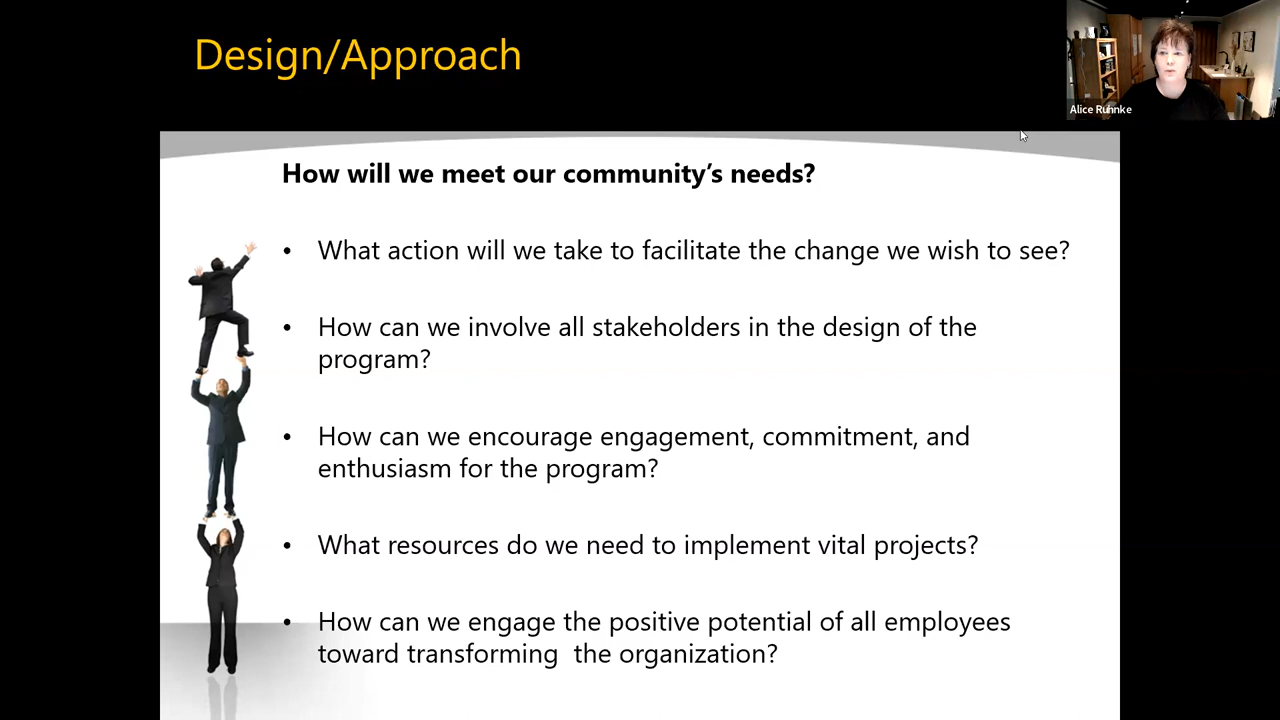 Design/Approach
Alice Ruhnke
How will we meet our community's needs?
• What action will we take to facilitate the change we wish to see?
• How can we involve all stakeholders in the design of the
program?
• How can we encourage engagement, commitment, and
enthusiasm for the program?
• What resources do we need to implement vital projects?
• How can we engage the positive potential of all employees
toward transforming  the organization?